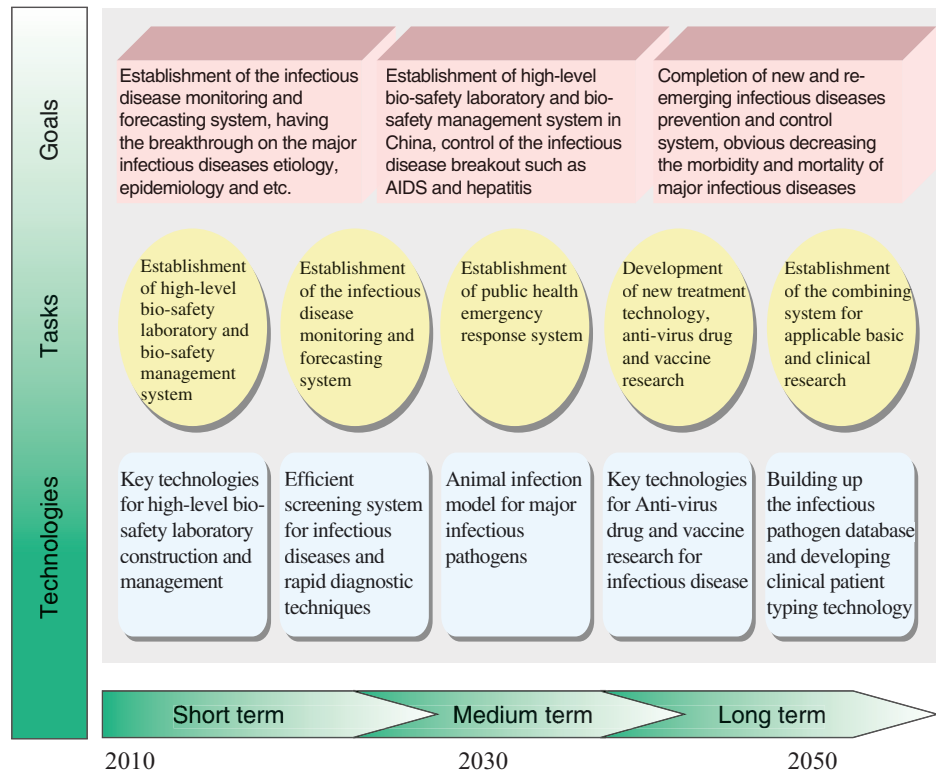 Goals
Establishment of the infectious
disease monitoring and
forecasting system, having
the breakthrough on the major
infectious diseases etiology,
epidemiology and etc.
Establishment of high-level
bio-safety laboratory and bio-
safety management system in
China, control of the infectious
disease breakout such as
AIDS and hepatitis
Completion of new and re-
emerging infectious diseases
prevention and control
system, obvious decreasing
the morbidity and mortality of
major infectious diseases
Tasks
Establishment
of high-level
bio-safety
laboratory and
bio-safety
management
system
Establishment
of the infectious
disease
monitoring and
forecasting
system
Establishment
of public health
emergency
response system
Development
of new treatment
technology,
anti-virus drug
and vaccine
research
Establishment
of the combining
system for
applicable basic
and clinical
research
Technologies
Key technologies
for high-level bio-
safety laboratory
construction and
management
Efficient
screening system
for infectious
diseases and
rapid diagnostic
techniques
Animal infection
model for major
infectious
pathogens
Key technologies
for Anti-virus
drug and vaccine
research for
infectious disease
Building up
the infectious
pathogen database
and developing
clinical patient
typing technology
Short term
Medium term
Long term
2010
2030
2050